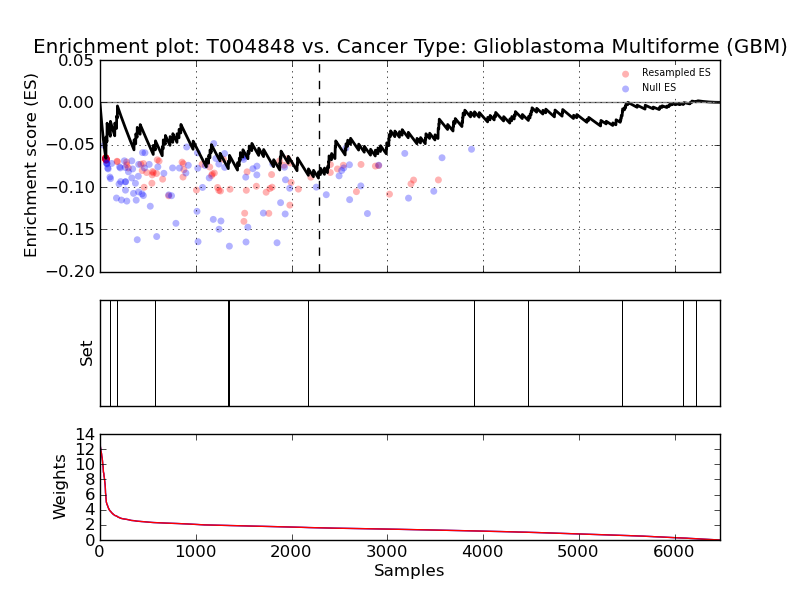 Enrichment plot: T004848 vs. Cancer Type: Glioblastoma Multiforme (GBM)
0.05
0.00
−0.05
−0.10
−0.15
−0.20
Enrichment score (ES)
Resampled ES
Null ES
Set
14
12
10
8
6
4
2
0
Weights
0 1000 2000 3000 4000 5000 6000
Samples